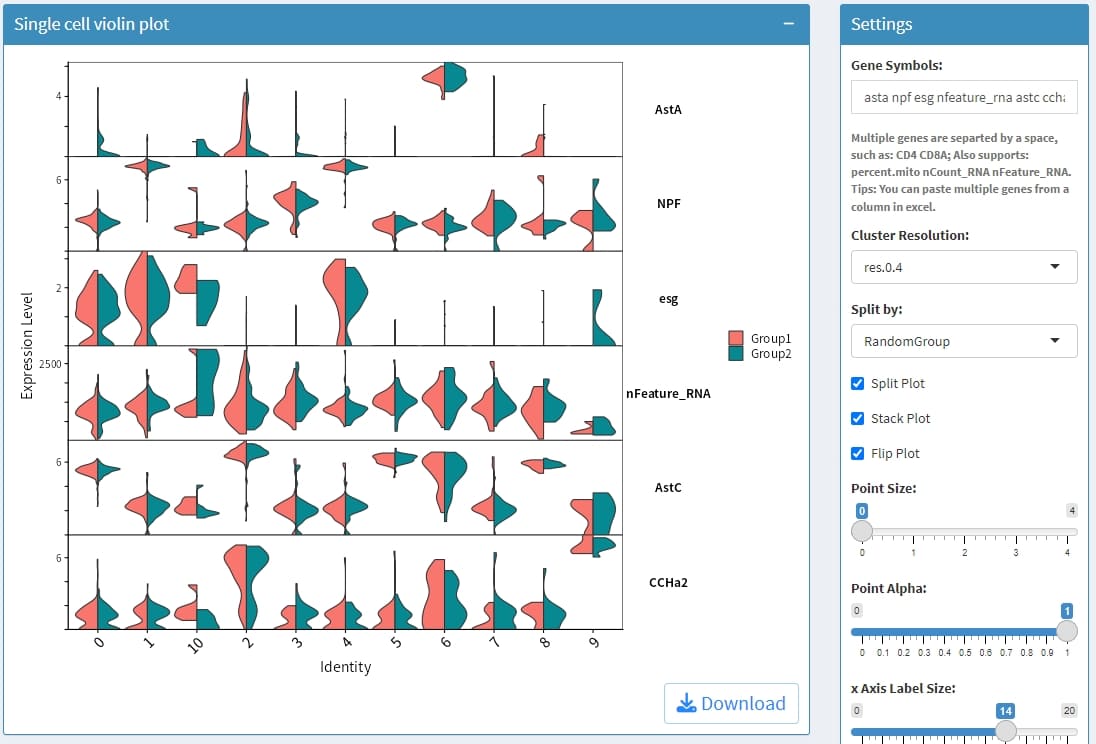 Single cell violin plot
−
Expression Level
4
AstA
6
NPF
2
esg
Group1
Group2
2500
nFeature_RNA
6
AstC
6
CCHa2
0 1 10 2 3 4 5 6 7 8 9
Identity
Download
Settings
Gene Symbols:
asta npf esg nfeature_rna astc ccha
Multiple genes are separted by a space,
such as: CD4 CD8A; Also supports:
percent.mito nCount_RNA nFeature_RNA.
Tips: You can paste multiple genes from a
column in excel.
Cluster Resolution:
res.0.4
Split by:
RandomGroup
Split Plot
Stack Plot
Flip Plot
Point Size:
0 4
0 1 2 3 4
Point Alpha:
0 1
0 0.1 0.2 0.3 0.4 0.5 0.6 0.7 0.8 0.9 1
x Axis Label Size:
0 14 20